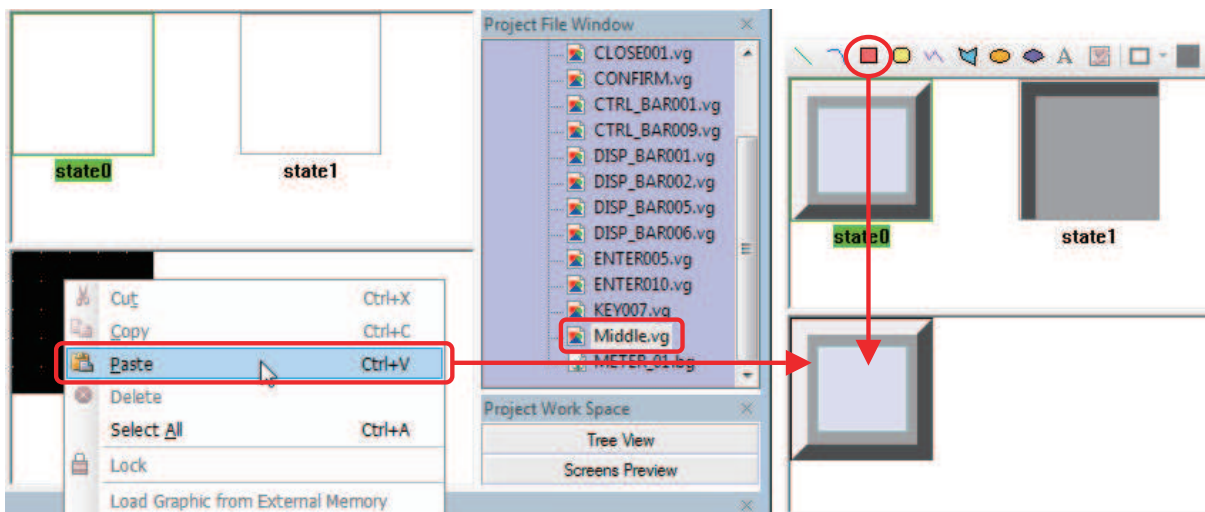 state0
state1
Cut Ctrl+X
Copy Ctrl+C
Paste Ctrl+V
Delete
Select All Ctrl+A
Lock
Load Graphic from External Memory
Project File Window
CLOSE001.vg
CONFIRM.vg
CTRL_BAR001.vg
CTRL_BAR009.vg
DISP_BAR001.vg
DISP_BAR002.vg
DISP_BAR005.vg
DISP_BAR006.vg
ENTER005.vg
ENTER010.vg
KEY007.vg
Middle.vg
METER_01.bg
Project Work Space
Tree View
Screens Preview
A
state0
state1